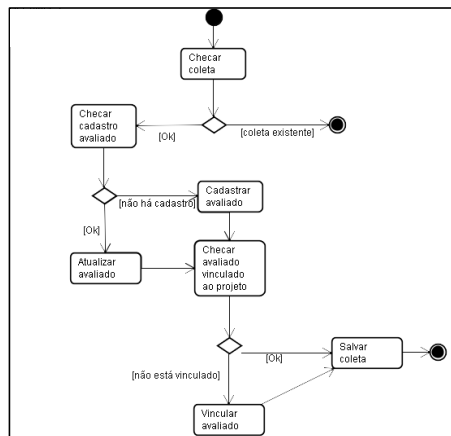 Checar
coleta
Checar
cadastro
avaliado
[Ok]
[coleta existente]
[não há cadastro]
Cadastrar
avaliado
[Ok]
Atualizar
avaliado
Checar
avaliado
vinculado
ao projeto
[não está vinculado]
[Ok]
Salvar
coleta
Vincular
avaliado